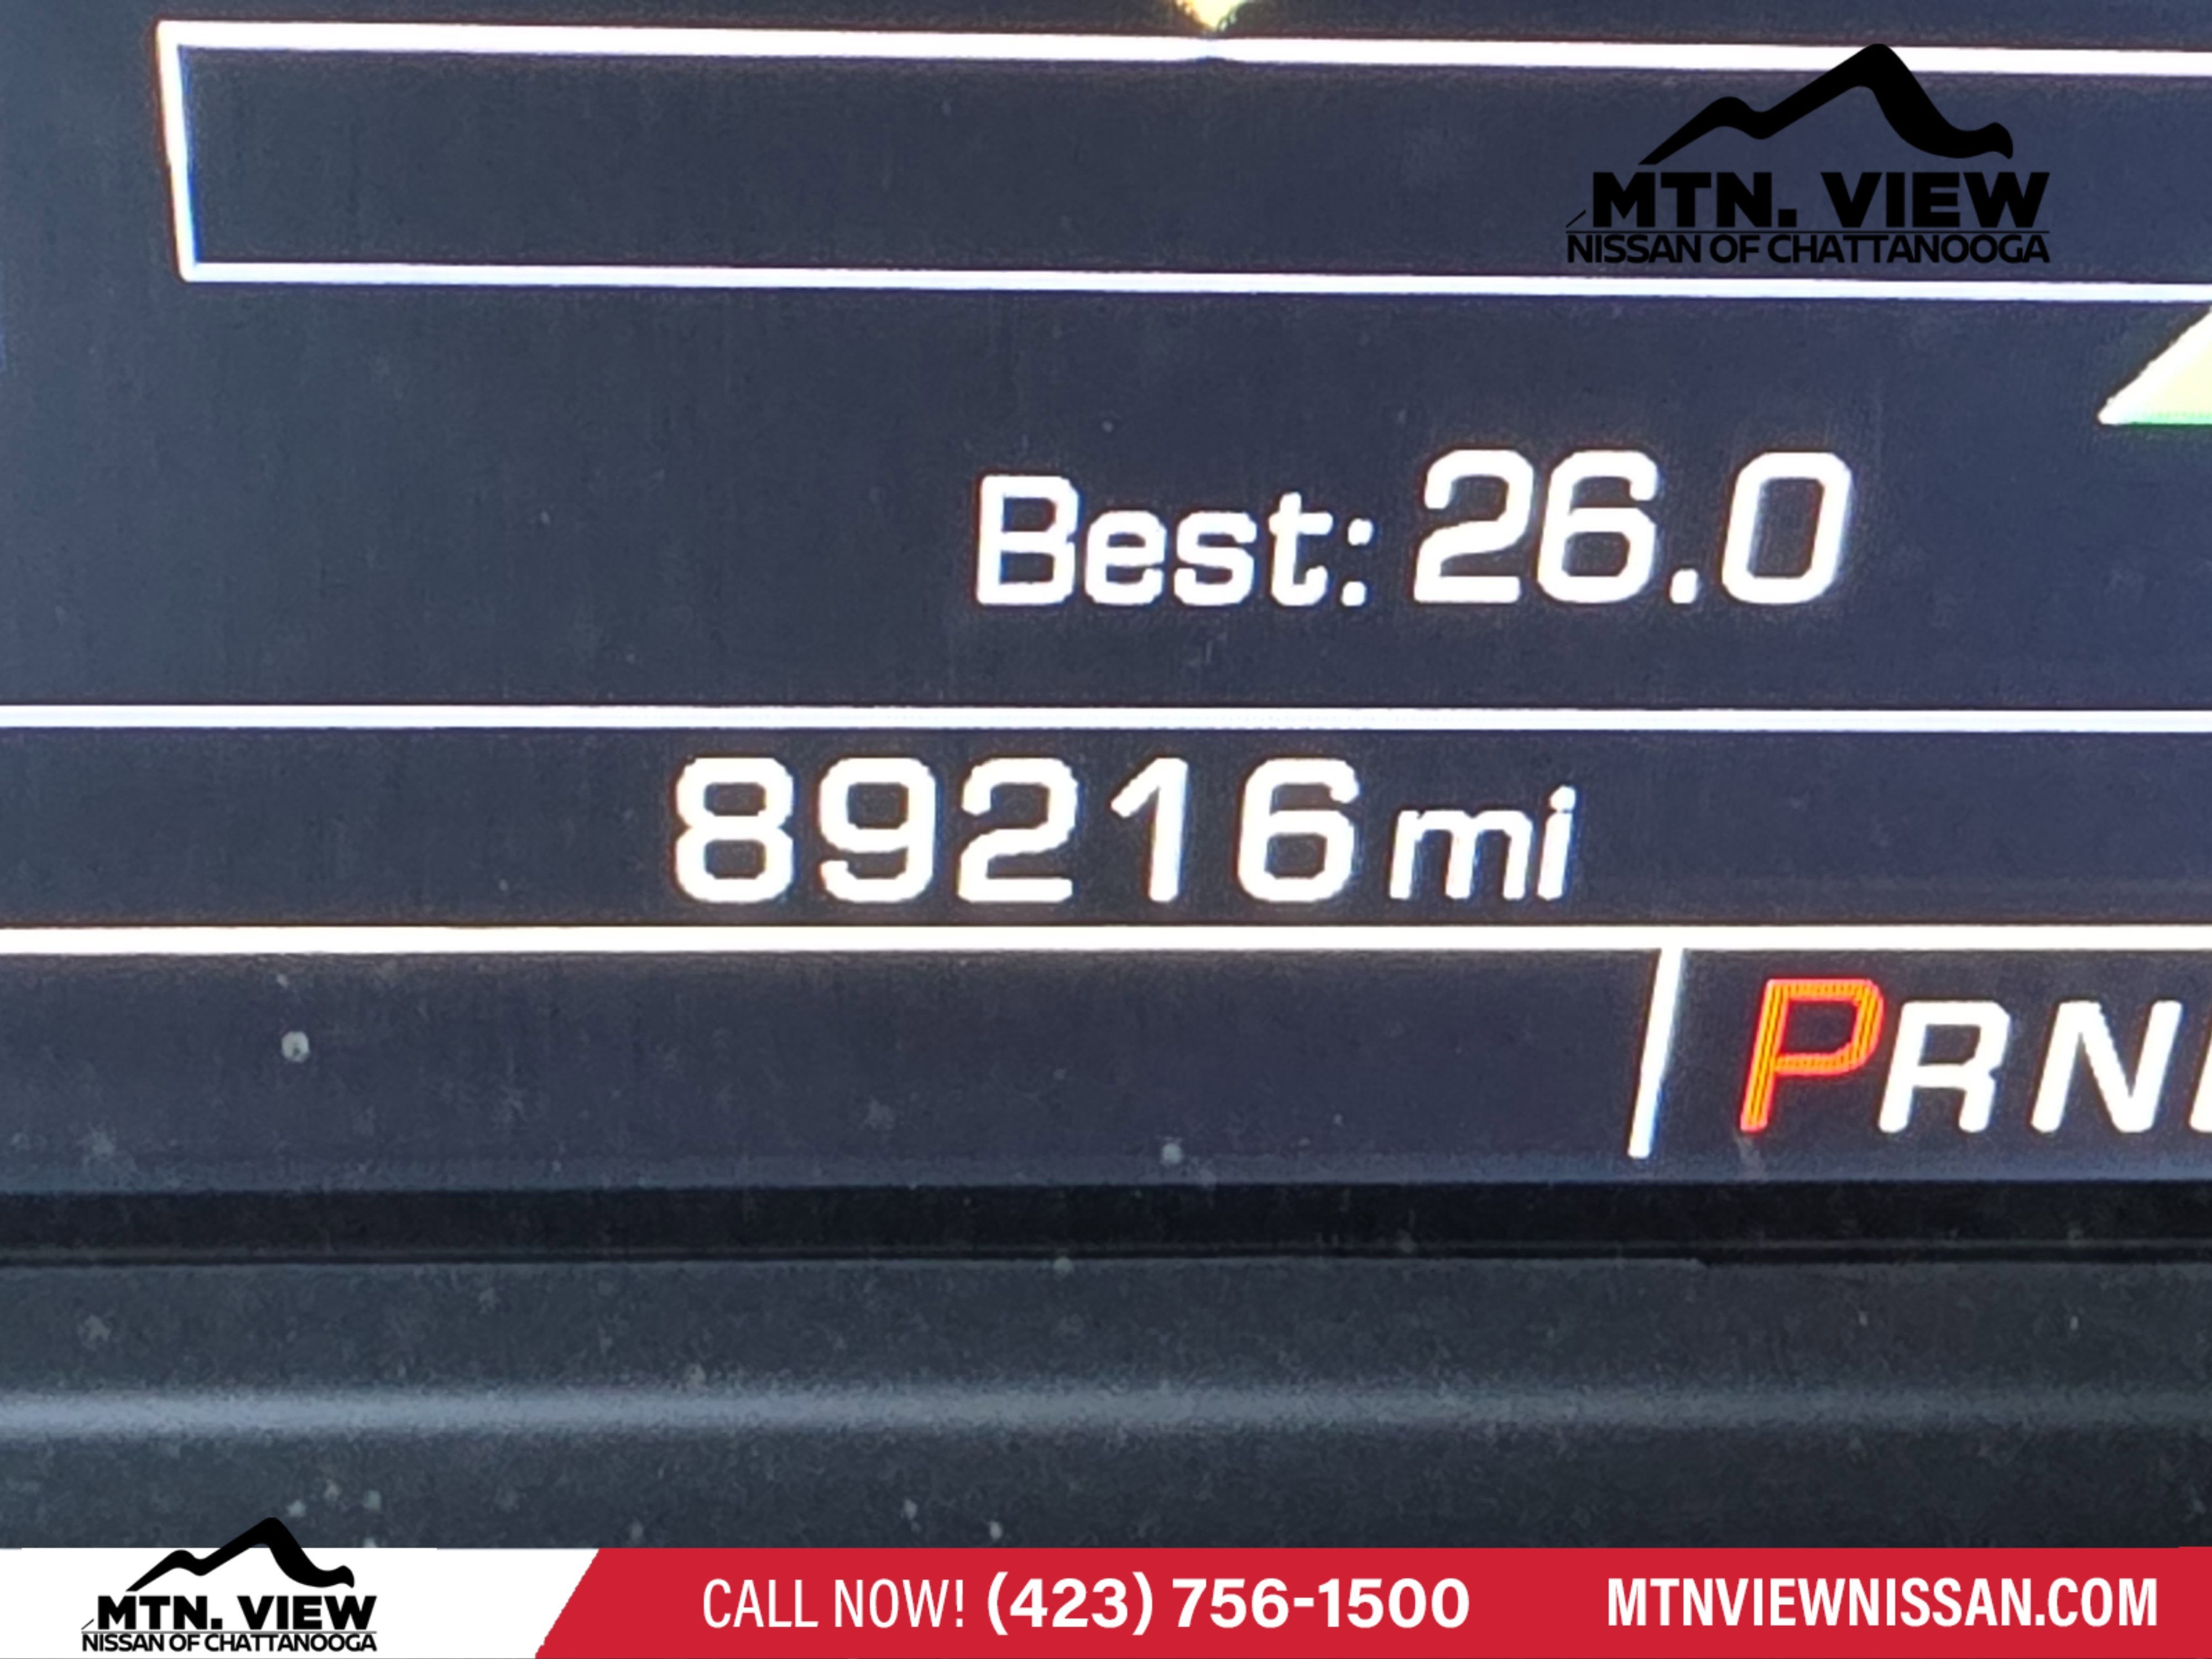 MTN. VIEW
NISSAN OF CHATTANOOGA
Best: 26.0
89216 mi
PRN
MTN. VIEW
NISSAN OF CHATTANOOGA
CALL NOW! (423) 756-1500
MTNVIEWNISSAN.COM